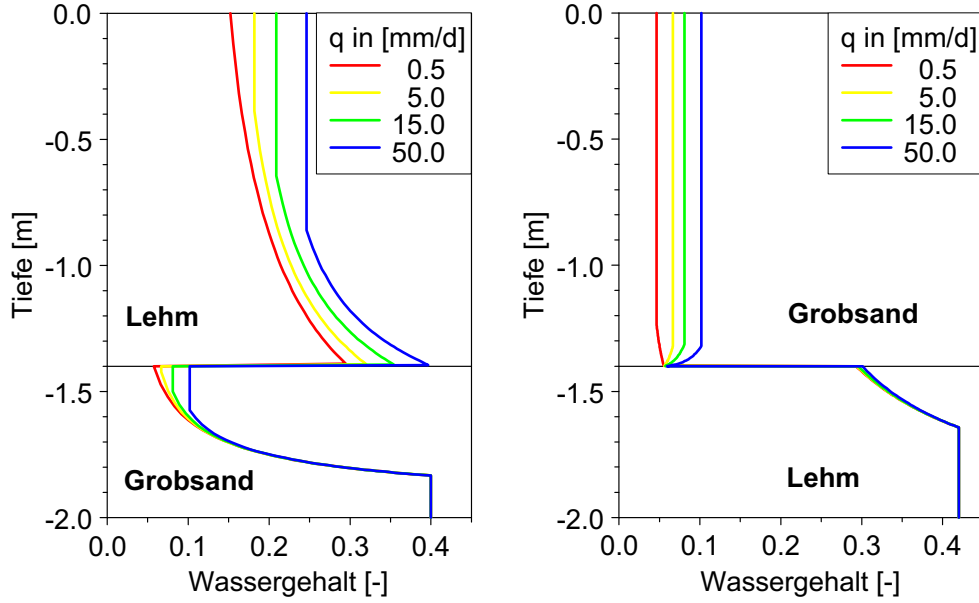 0.0
-0.5
-1.0
-1.5
-2.0
Tiefe [m]
q in [mm/d]
0.5
5.0
15.0
50.0
Lehm
Grobsand
0.0 0.1 0.2 0.3 0.4
Wassergehalt [-]
0.0
-0.5
-1.0
-1.5
-2.0
Tiefe [m]
q in [mm/d]
0.5
5.0
15.0
50.0
Grobsand
Lehm
0.0 0.1 0.2 0.3 0.4
Wassergehalt [-]